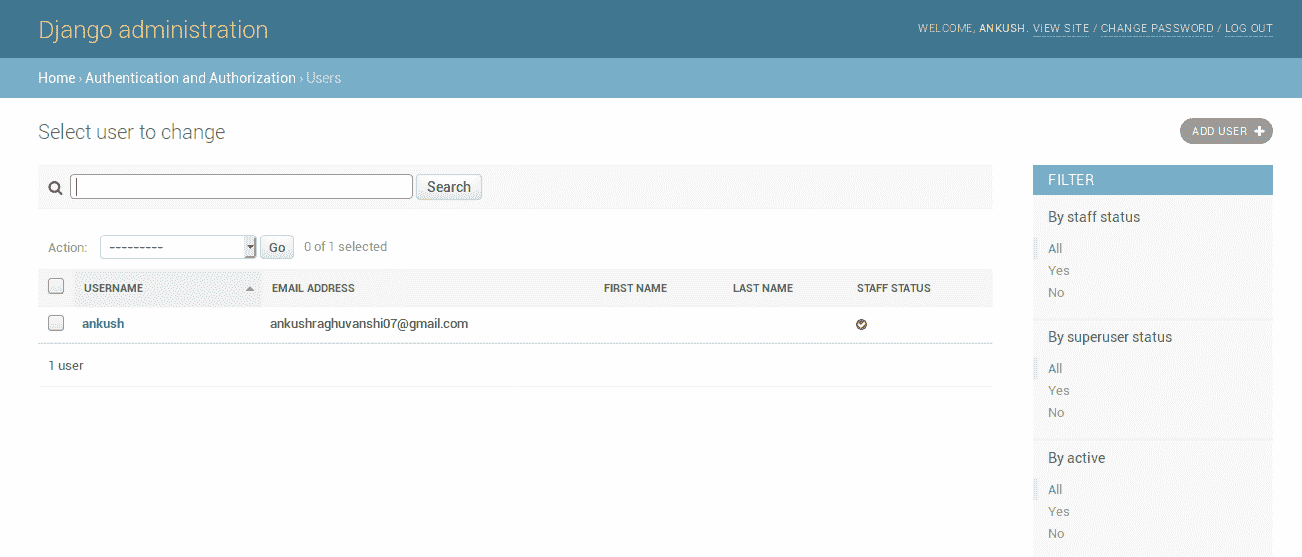 Django administration
WELCOME, ANKUSH. VIEW SITE / CHANGE PASSWORD / LOG OUT
Home › Authentication and Authorization › Users
Select user to change
ADD USER +
Search
Action: --------- Go 0 of 1 selected
USERNAME EMAIL ADDRESS FIRST NAME LAST NAME STAFF STATUS
ankush ankushraghuvanshi07@gmail.com
1 user
FILTER
By staff status
All
Yes
No
By superuser status
All
Yes
No
By active
All
Yes
No